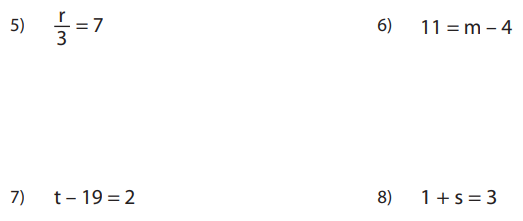 5) r/3 = 7
6) 11 = m – 4
7) t – 19 = 2
8) 1 + s = 3